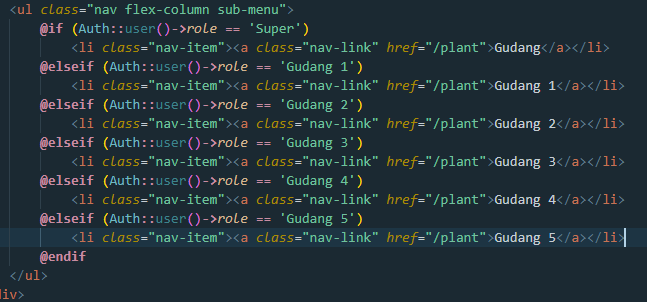 <ul class="nav flex-column sub-menu">
@if (Auth::user()->role == 'Super')
<li class="nav-item"><a class="nav-link" href="/plant">Gudang</a></li>
@elseif (Auth::user()->role == 'Gudang 1')
<li class="nav-item"><a class="nav-link" href="/plant">Gudang 1</a></li>
@elseif (Auth::user()->role == 'Gudang 2')
<li class="nav-item"><a class="nav-link" href="/plant">Gudang 2</a></li>
@elseif (Auth::user()->role == 'Gudang 3')
<li class="nav-item"><a class="nav-link" href="/plant">Gudang 3</a></li>
@elseif (Auth::user()->role == 'Gudang 4')
<li class="nav-item"><a class="nav-link" href="/plant">Gudang 4</a></li>
@elseif (Auth::user()->role == 'Gudang 5')
<li class="nav-item"><a class="nav-link" href="/plant">Gudang 5</a></li>
@endif
</ul>
div>